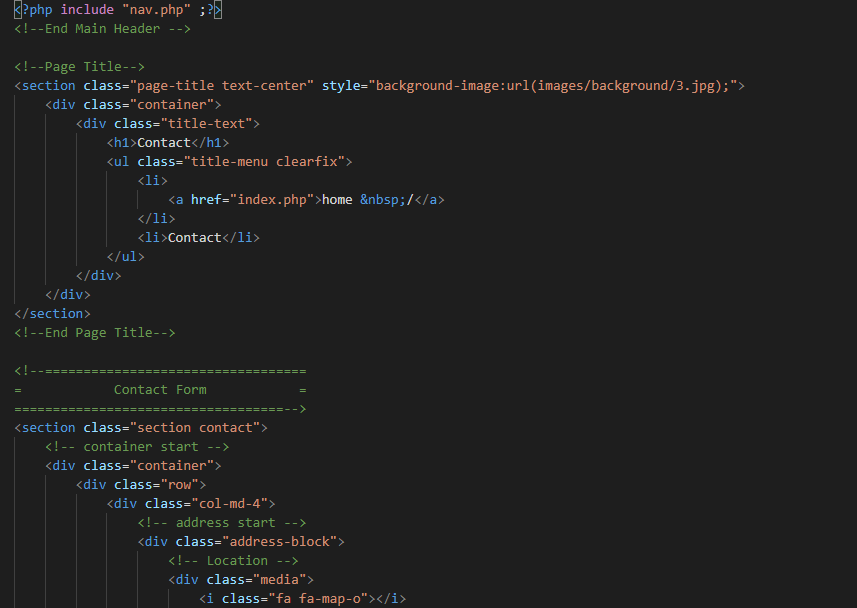 <?php include "nav.php" ;?>
<!--End Main Header -->
<!--Page Title-->
<section class="page-title text-center" style="background-image:url(images/background/3.jpg);">
<div class="container">
<div class="title-text">
<h1>Contact</h1>
<ul class="title-menu clearfix">
<li>
<a href="index.php">home &nbsp;/</a>
</li>
<li>Contact</li>
</ul>
</div>
</div>
</section>
<!--End Page Title-->
<!--==================================
=            Contact Form            =
===================================-->
<section class="section contact">
<!-- container start -->
<div class="container">
<div class="row">
<div class="col-md-4">
<!-- address start -->
<div class="address-block">
<!-- Location -->
<div class="media">
<i class="fa fa-map-o"></i>